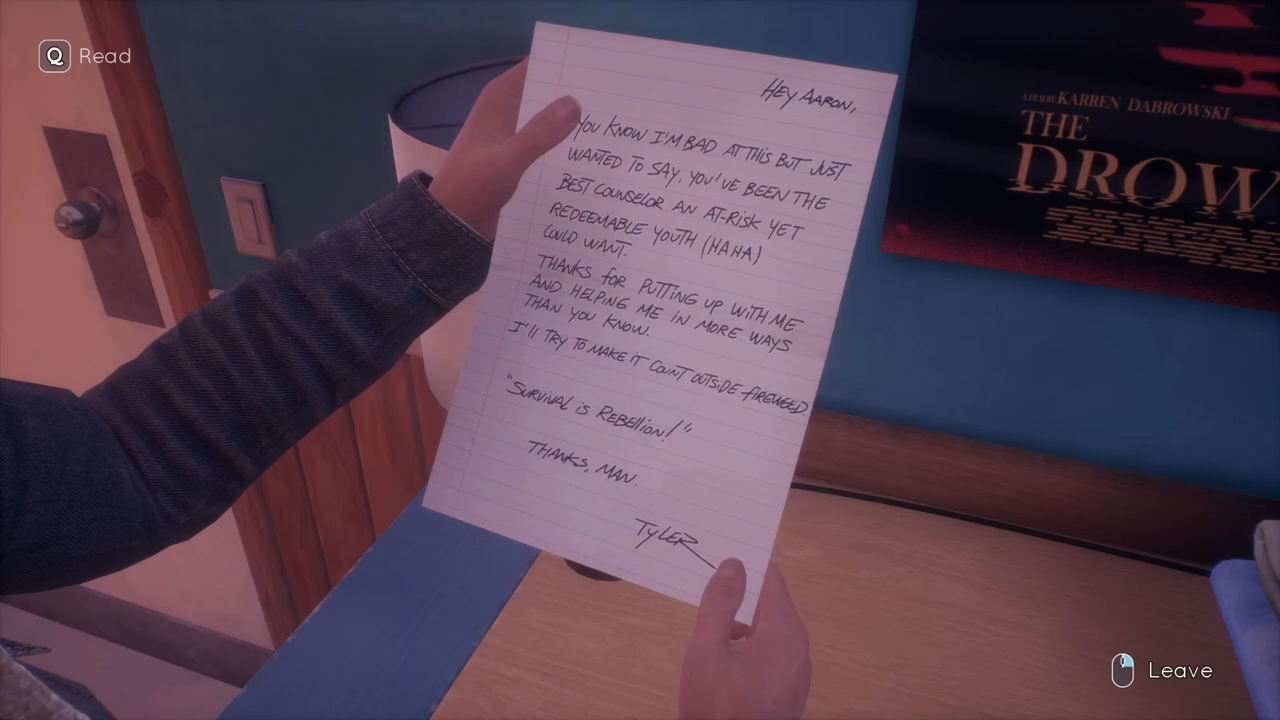 Q Read
HEY AARON,
YOU KNOW I'M BAD AT THIS BUT JUST
WANTED TO SAY. YOU'VE BEEN THE
BEST COUNSELOR AN AT-RISK YET
REDEEMABLE YOUTH (HAHA)
COULD WANT.
THANKS FOR PUTTING UP WITH ME
AND HELPING ME IN MORE WAYS
THAN YOU KNOW.
I'll TRY TO MAKE IT COUNT OUTSIDE FIREWEED.
"SURVIVAL IS REBELLION!"
THANKS, MAN.
TYLER
A FILM BY KARREN DABROWSKI
THE
DROW
Leave